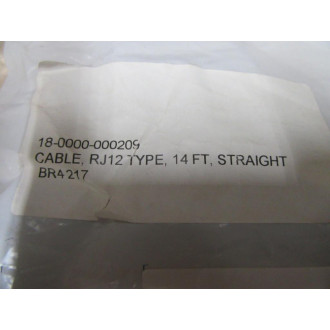 18-0000-000209
CABLE, RJ12 TYPE, 14 FT, STRAIGHT
BR4217